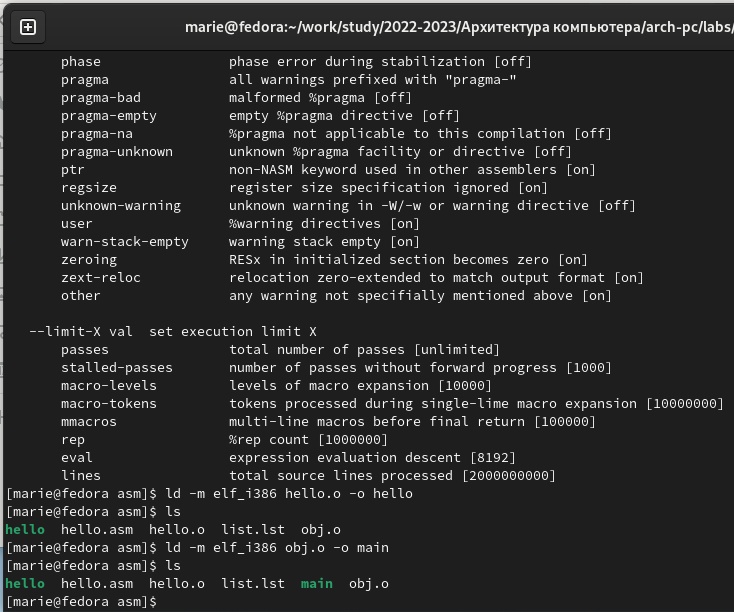 marie@fedora:~/work/study/2022-2023/Архитектура компьютера/arch-pc/labs/
phase phase error during stabilization [off]
pragma all warnings prefixed with "pragma-"
pragma-bad malformed %pragma [off]
pragma-empty empty %pragma directive [off]
pragma-na %pragma not applicable to this compilation [off]
pragma-unknown unknown %pragma facility or directive [off]
ptr non-NASM keyword used in other assemblers [on]
regsize register size specification ignored [on]
unknown-warning unknown warning in -W/-w or warning directive [off]
user %warning directives [on]
warn-stack-empty warning stack empty [on]
zeroing RESx in initialized section becomes zero [on]
zext-reloc relocation zero-extended to match output format [on]
other any warning not specifially mentioned above [on]
--limit-X val set execution limit X
passes total number of passes [unlimited]
stalled-passes number of passes without forward progress [1000]
macro-levels levels of macro expansion [10000]
macro-tokens tokens processed during single-lime macro expansion [10000000]
mmacros multi-line macros before final return [100000]
rep %rep count [1000000]
eval expression evaluation descent [8192]
lines total source lines processed [2000000000]
[marie@fedora asm]$ ld -m elf_i386 hello.o -o hello
[marie@fedora asm]$ ls
hello hello.asm hello.o list.lst obj.o
[marie@fedora asm]$ ld -m elf_i386 obj.o -o main
[marie@fedora asm]$ ls
hello hello.asm hello.o list.lst main obj.o
[marie@fedora asm]$